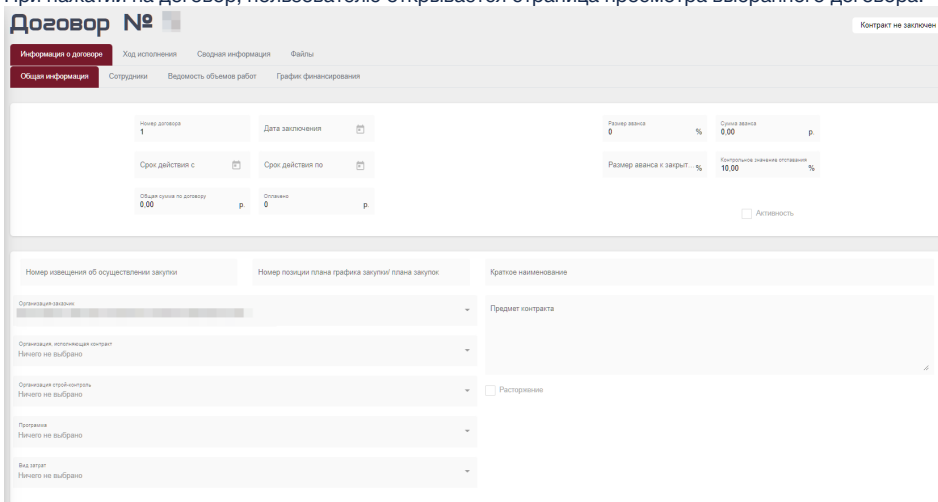 При нажатии на договор, пользователю открывается страница просмотра выбранного договора.
Договор №
Контракт не заключен
Информация о договоре Ход исполнения Сводная информация Файлы
Общая информация Сотрудники Ведомость объемов работ График финансирования
Номер договора Размер аванса Сумма аванса
1 Дата заключения 0 % 0.00 р.
Срок действия с Срок действия по Размер аванса к закрыт... % Контрольное значение отставания
10.00 %
Общая сумма по договору Оплачено
0.00 р. 0 р.
Активность
Номер извещения об осуществлении закупки Номер позиции плана графика закупки/ плана закупок Краткое наименование
Организация-заказчик
Предмет контракта
Организация, исполняющая контракт
Ничего не выбрано
Организация строй-контроль
Ничего не выбрано
Расторжение
Программа
Ничего не выбрано
Вид затрат
Ничего не выбрано